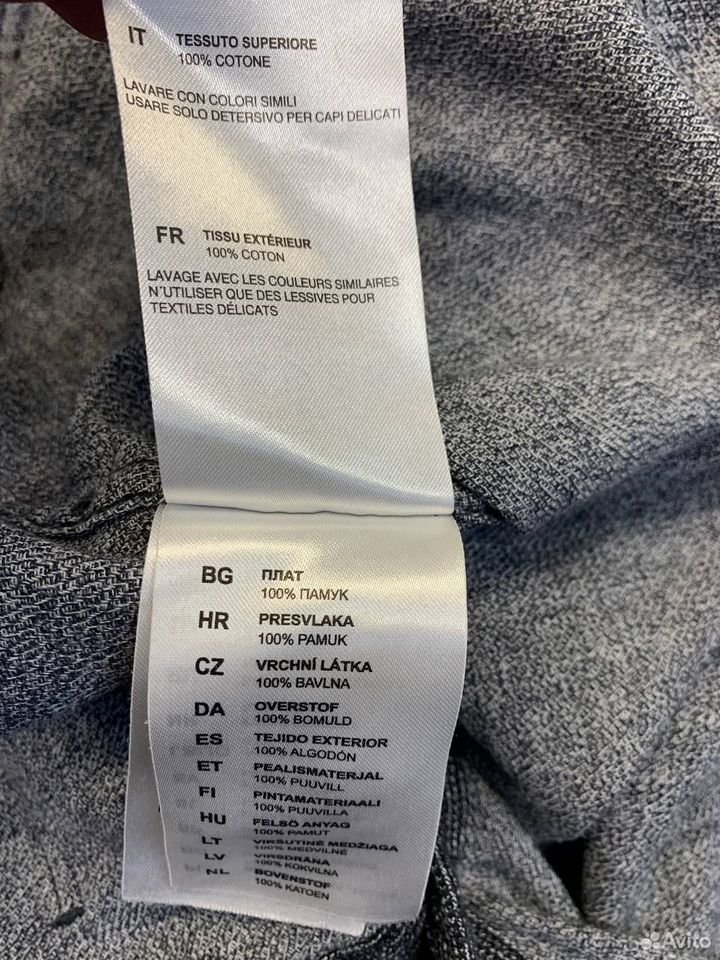 IT TESSUTO SUPERIORE
100% COTONE
LAVARE CON COLORI SIMILI
USARE SOLO DETERSIVO PER CAPI DELICATI
FR TISSU EXTÉRIEUR
100% COTON
LAVAGE AVEC LES COULEURS SIMILAIRES
N'UTILISER QUE DES LESSIVES POUR
TEXTILES DÉLICATS
BG ПЛАТ
100% ПАМУК
HR PRESVLAKA
100% PAMUK
CZ VRCHNÍ LÁTKA
100% BAVLNA
DA OVERSTOF
100% BOMULD
ES TEJIDO EXTERIOR
100% ALGODÓN
ET PEALISMATERJAL
100% PUUVILL
FI PINTAMATERIAALI
100% PUUVILLA
HU FELSŐ ANYAG
100% PAMUT
LT VIRŠUTINĖ MEDŽIAGA
100% MEDVILNĖ
LV VIRSDRĀNA
100% KOKVILNA
NL BOVENSTOF
100% KATOEN
Avito